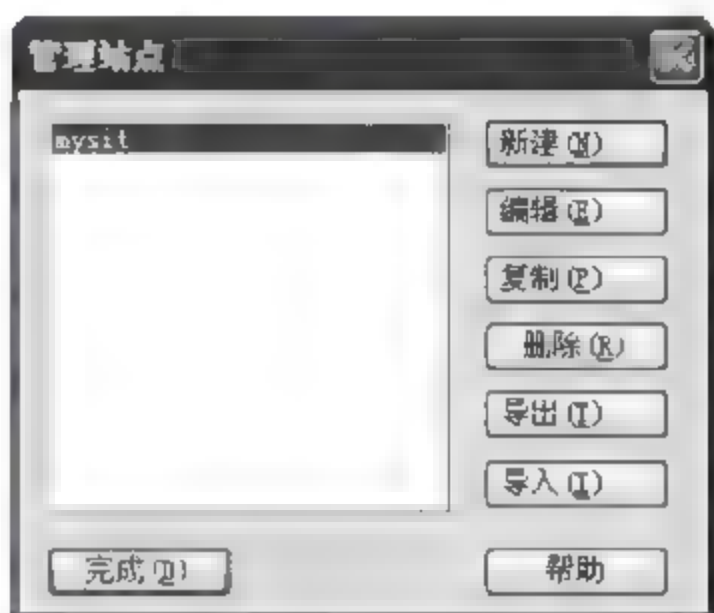 管理站点
mysit
新建(N)
编辑(E)
复制(P)
删除(R)
导出(T)
导入(I)
完成(D)
帮助